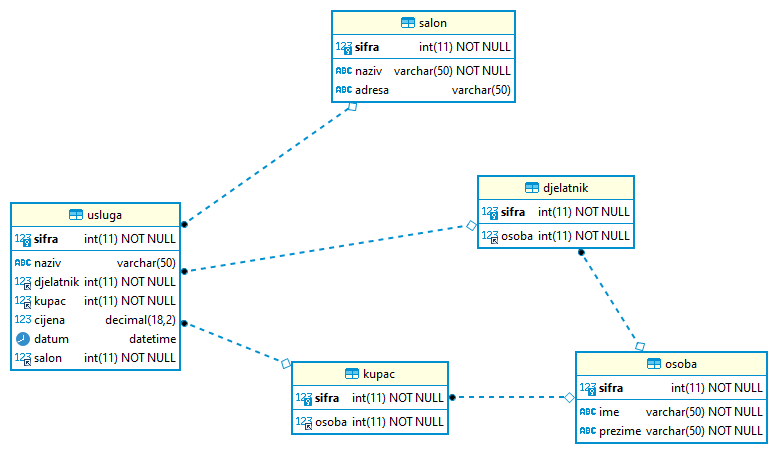 salon
123 sifra int(11) NOT NULL
ABC naziv varchar(50) NOT NULL
ABC adresa varchar(50)
djelatnik
123 sifra int(11) NOT NULL
123 osoba int(11) NOT NULL
usluga
123 sifra int(11) NOT NULL
ABC naziv varchar(50)
123 djelatnik int(11) NOT NULL
123 kupac int(11) NOT NULL
123 cijena decimal(18,2)
datum datetime
123 salon int(11) NOT NULL
kupac
123 sifra int(11) NOT NULL
123 osoba int(11) NOT NULL
osoba
123 sifra int(11) NOT NULL
ABC ime varchar(50) NOT NULL
ABC prezime varchar(50) NOT NULL